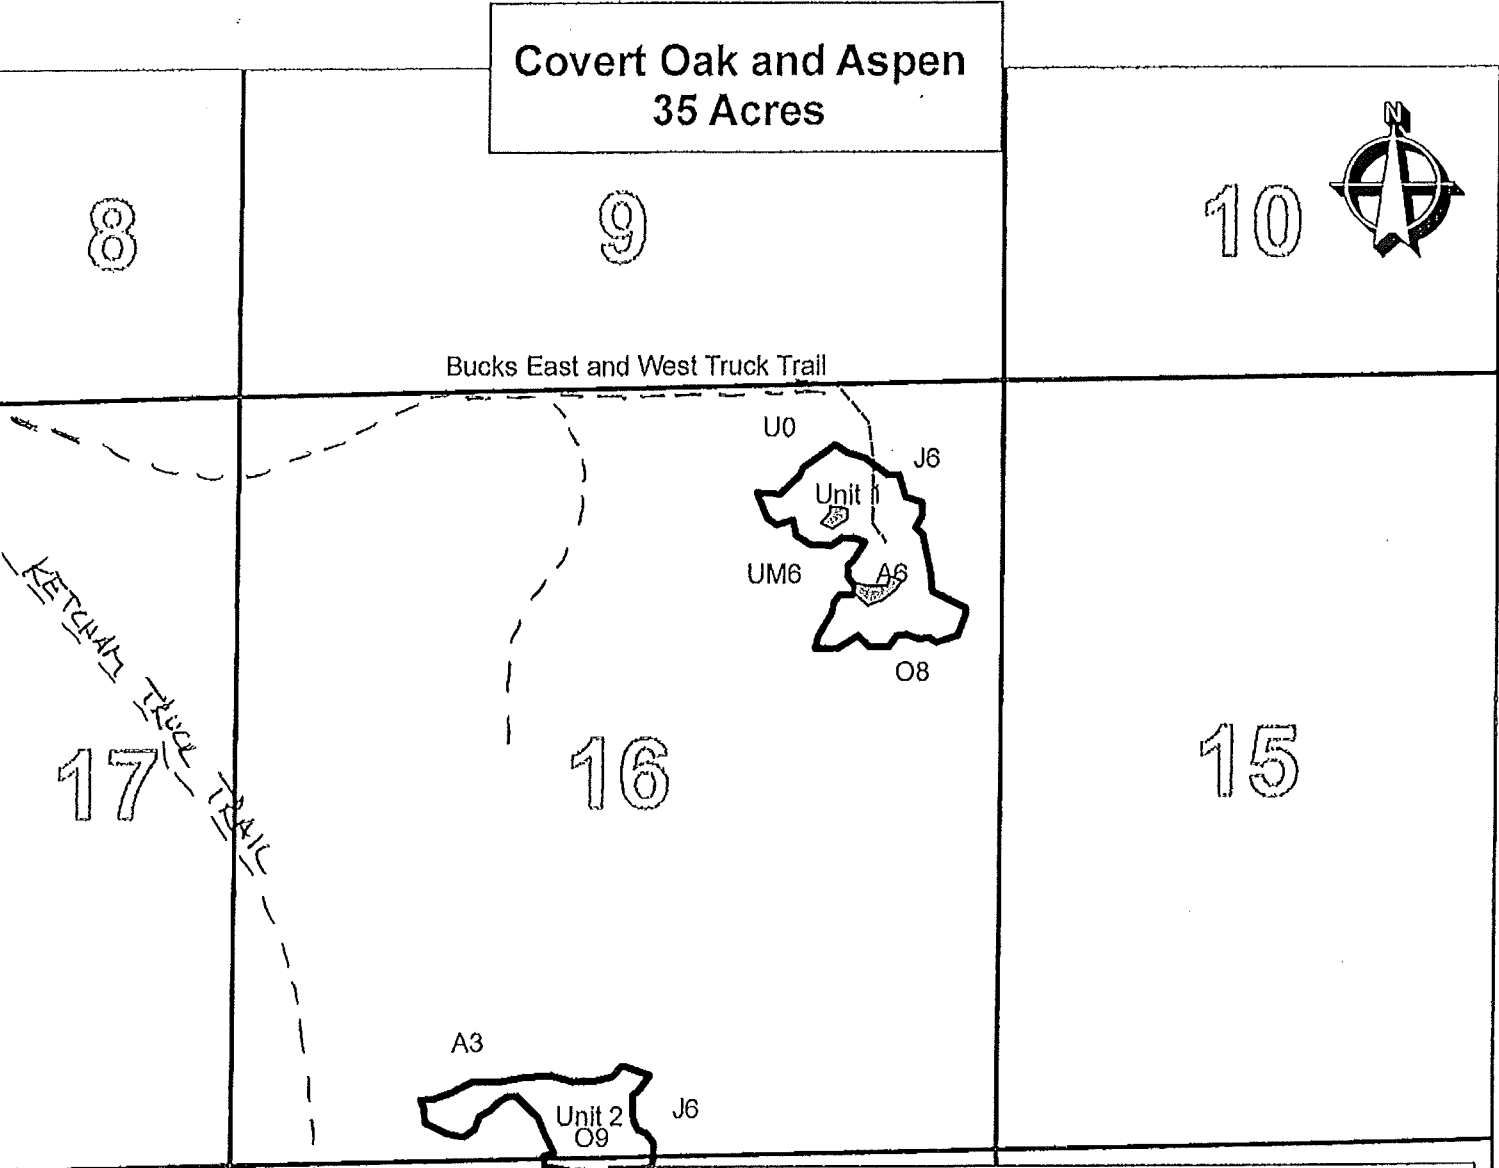 Covert Oak and Aspen
35 Acres
N
8
9
10
Bucks East and West Truck Trail
U0
J6
Unit 1
UM6
A6
O8
KETCHAM TRUCK TRAIL
17
16
15
A3
Unit 2
O9
J6